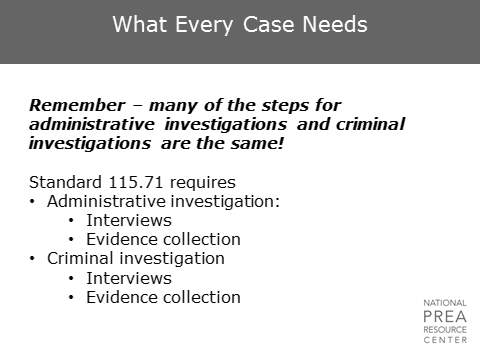 What Every Case Needs
Remember – many of the steps for
administrative investigations and criminal
investigations are the same!
Standard 115.71 requires
• Administrative investigation:
• Interviews
• Evidence collection
• Criminal investigation
• Interviews
• Evidence collection
NATIONAL
PREA
RESOURCE
CENTER